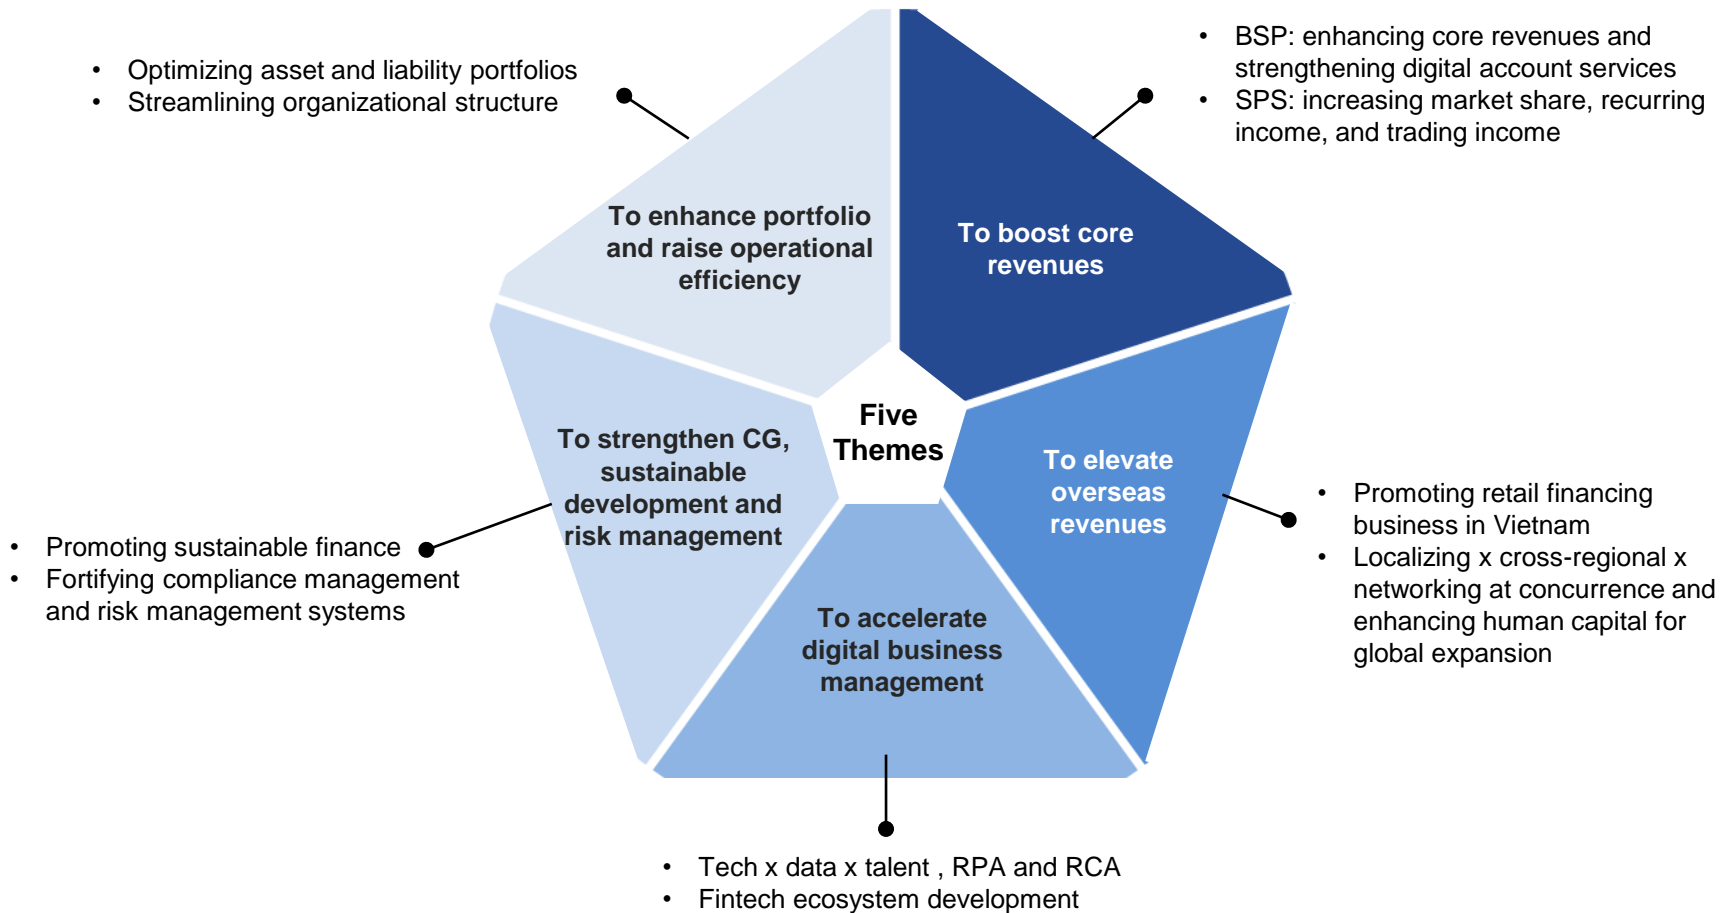 • Optimizing asset and liability portfolios
• Streamlining organizational structure
• BSP: enhancing core revenues and
strengthening digital account services
• SPS: increasing market share, recurring
income, and trading income
To enhance portfolio
and raise operational
efficiency
To boost core
revenues
Five
Themes
To strengthen CG,
sustainable
development and
risk management
To elevate
overseas
revenues
• Promoting sustainable finance
• Fortifying compliance management
and risk management systems
• Promoting retail financing
business in Vietnam
• Localizing x cross-regional x
networking at concurrence and
enhancing human capital for
global expansion
To accelerate
digital business
management
• Tech x data x talent , RPA and RCA
• Fintech ecosystem development